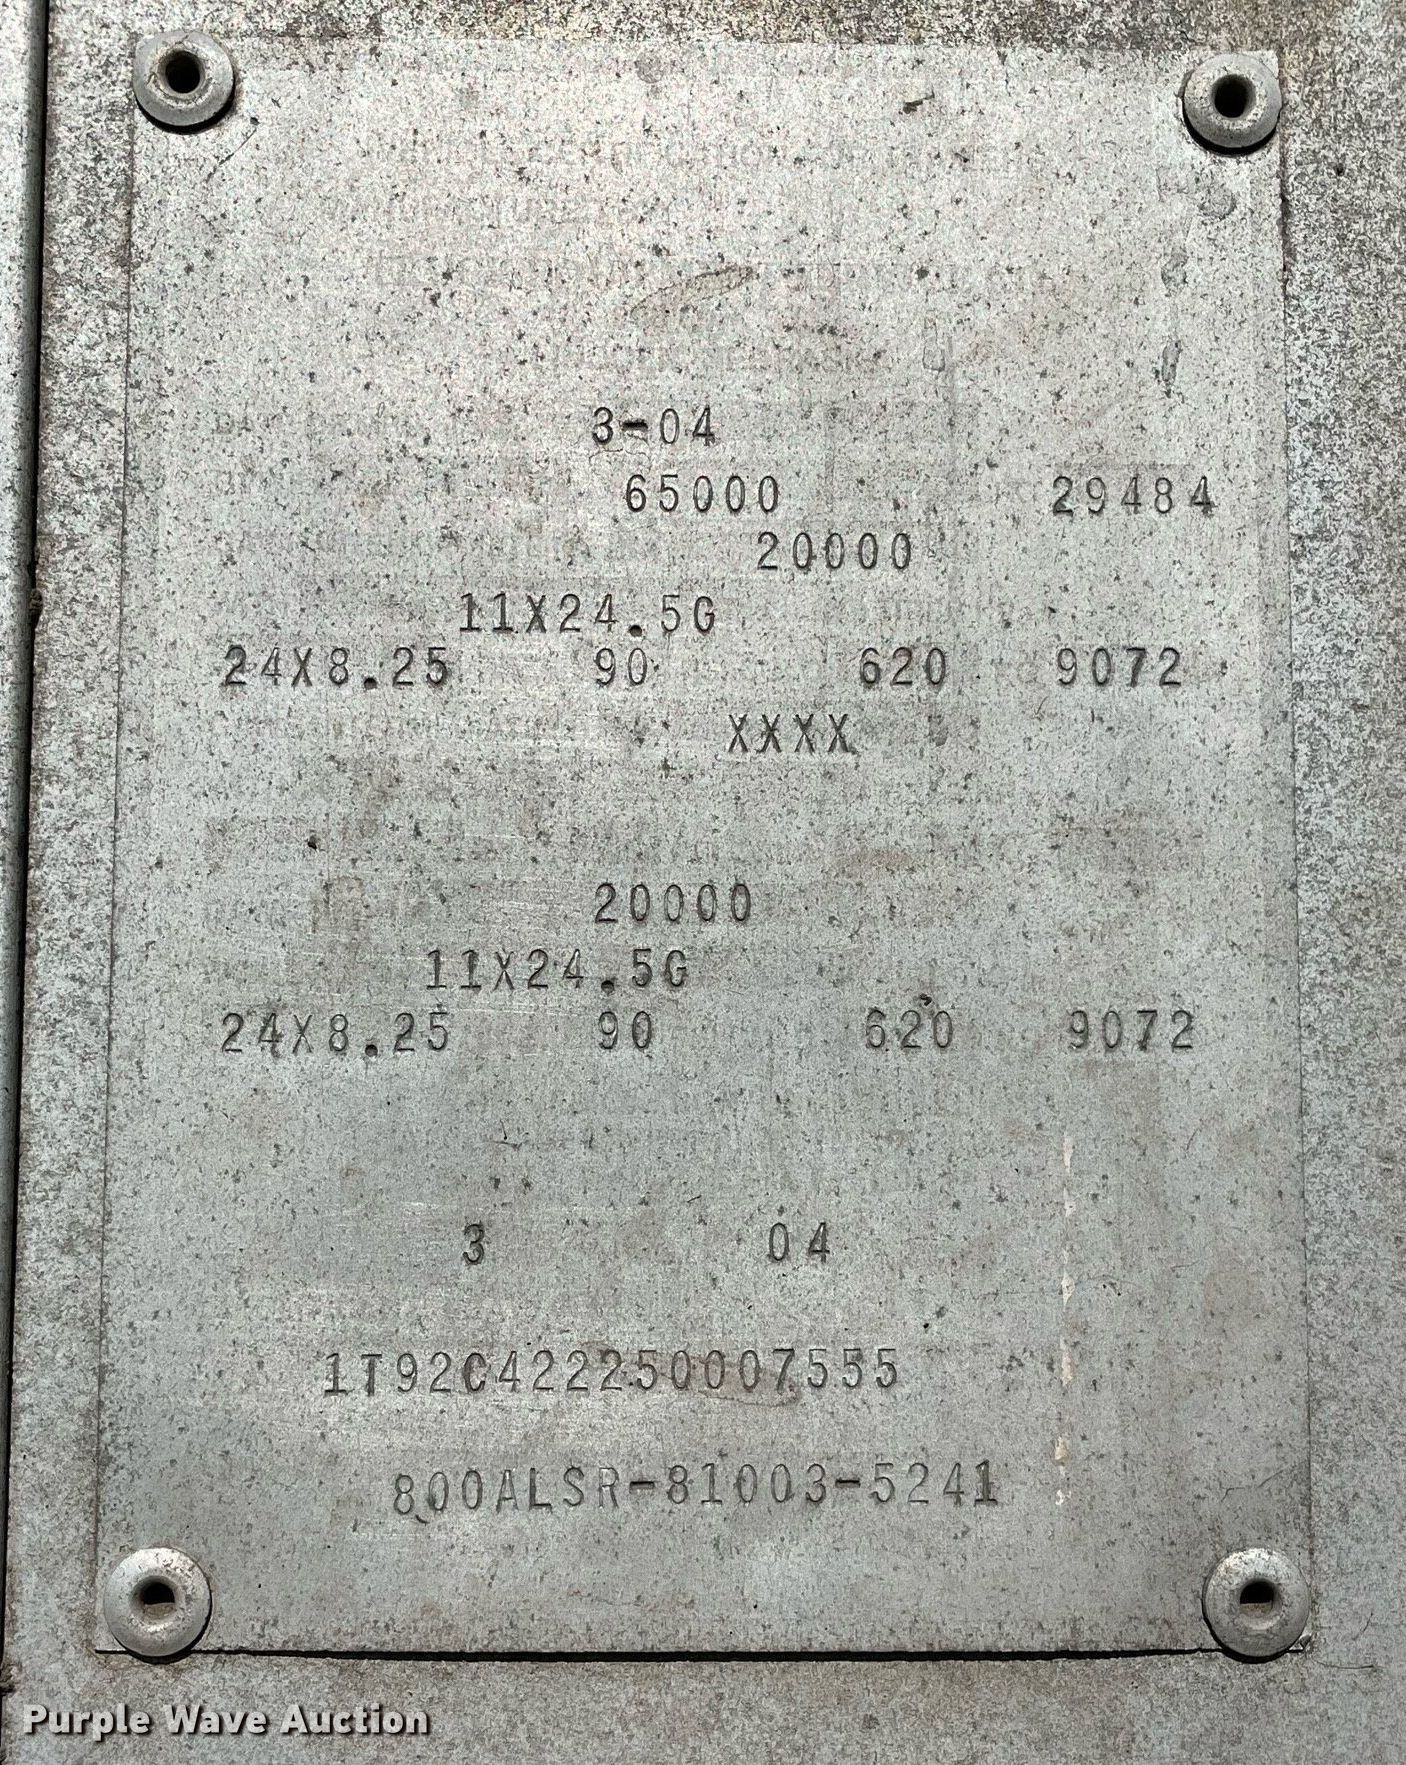 3-04
65000 29484
20000
11X24.5G
24X8.25 90 620 9072
XXXX
20000
11X24.5G
24X8.25 90 620 9072
3 04
1T92C422250007555
800ALSR-81003-5241
Purple Wave Auction